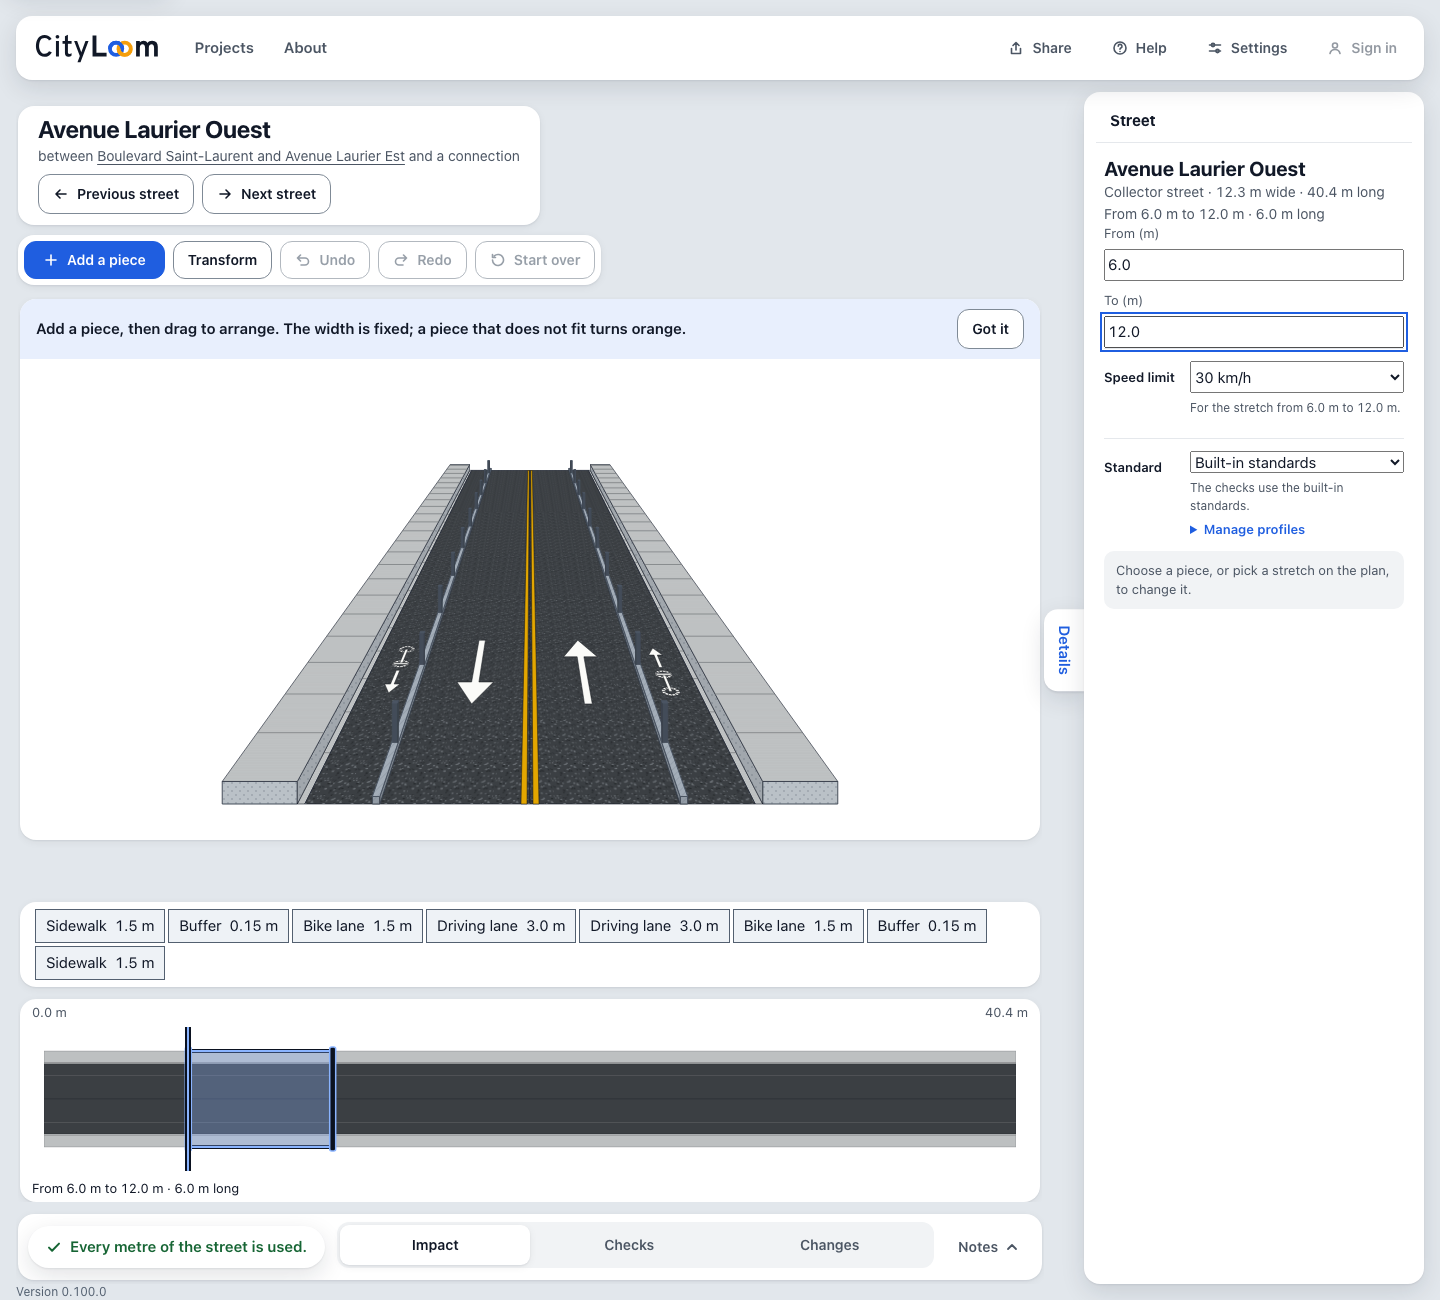 CityLoom
Projects
About
Share
Help
Settings
Sign in
Avenue Laurier Ouest
between Boulevard Saint-Laurent and Avenue Laurier Est and a connection
Previous street
Next street
Add a piece
Transform
Undo
Redo
Start over
Add a piece, then drag to arrange. The width is fixed; a piece that does not fit turns orange.
Got it
Sidewalk 1.5 m
Buffer 0.15 m
Bike lane 1.5 m
Driving lane 3.0 m
Driving lane 3.0 m
Bike lane 1.5 m
Buffer 0.15 m
Sidewalk 1.5 m
0.0 m
40.4 m
From 6.0 m to 12.0 m · 6.0 m long
Every metre of the street is used.
Impact
Checks
Changes
Notes
Version 0.100.0
Details
Street
Avenue Laurier Ouest
Collector street · 12.3 m wide · 40.4 m long
From 6.0 m to 12.0 m · 6.0 m long
From (m)
6.0
To (m)
12.0
Speed limit
30 km/h
For the stretch from 6.0 m to 12.0 m.
Standard
Built-in standards
The checks use the built-in
standards.
Manage profiles
Choose a piece, or pick a stretch on the plan,
to change it.